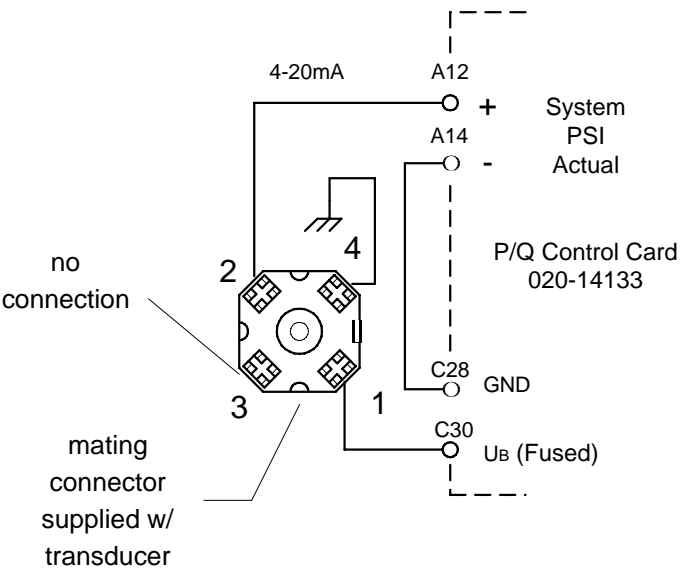 4-20mA
A12
+
System
PSI
Actual
A14
-
4
P/Q Control Card
020-14133
no
connection
2
3
1
C28
GND
C30
UB (Fused)
mating
connector
supplied w/
transducer